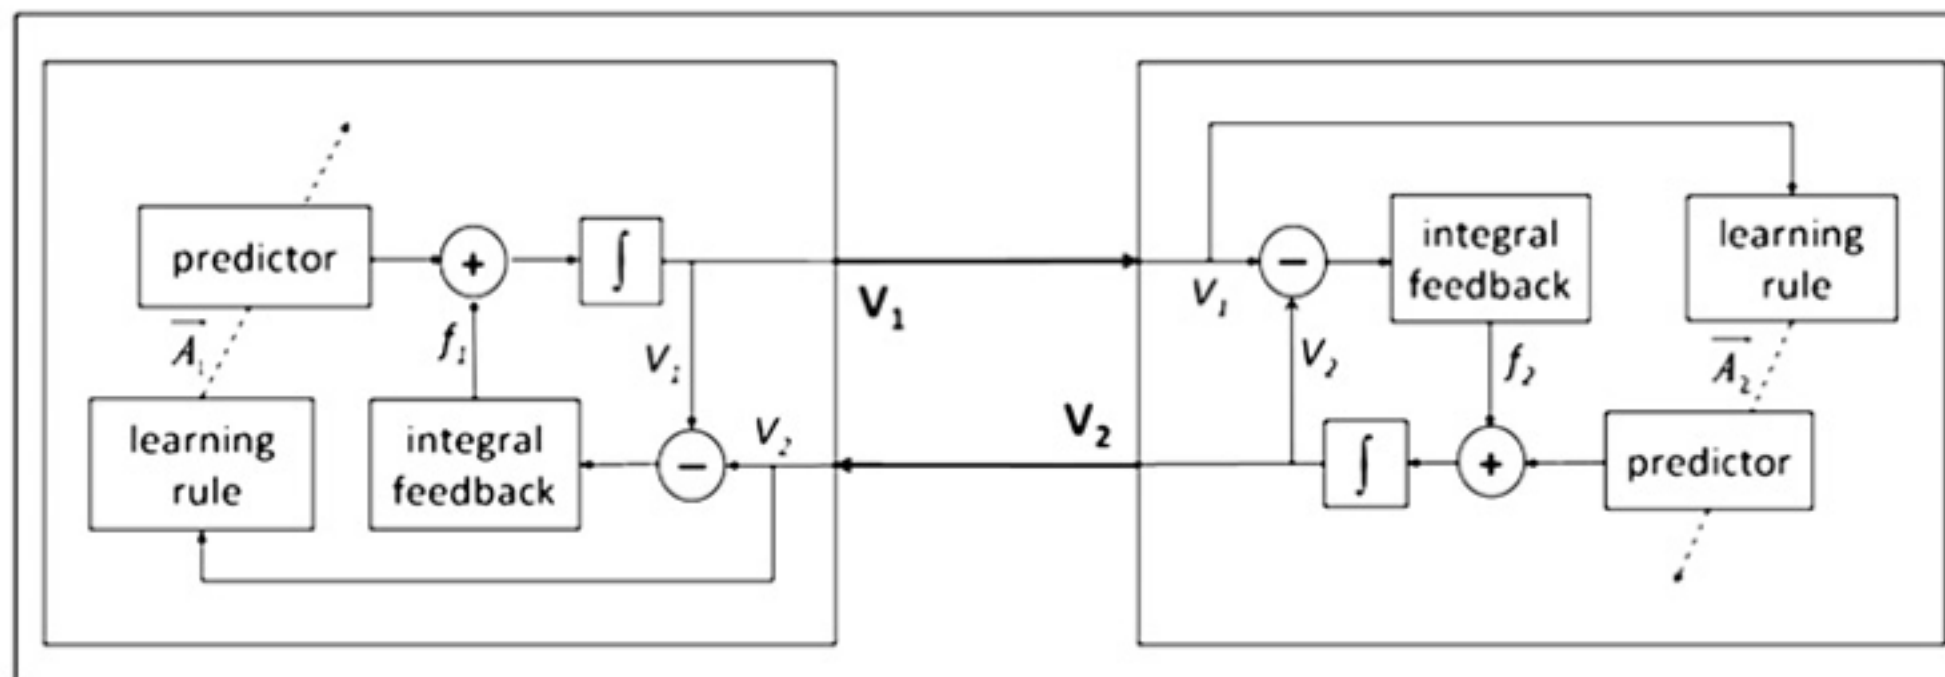 predictor
+
∫
f₁
V₁
A₁
learning
rule
integral
feedback
−
V₂
V₁
V₂
V₁
−
integral
feedback
learning
rule
V₂
f₂
A₂
∫
+
predictor